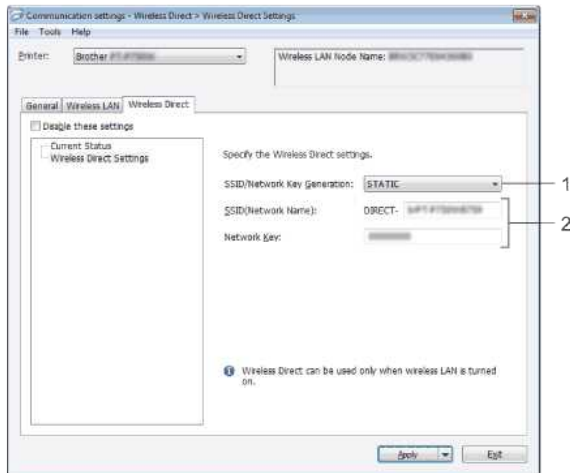 Communication settings - Wireless Direct > Wireless Direct Settings
File Tools Help
Printer: Brother
Wireless LAN Node Name:
General Wireless LAN Wireless Direct
Disable these settings
Current Status
Wireless Direct Settings
Specify the Wireless Direct settings.
SSID/Network Key Generation: STATIC
1
SSID(Network Name): DIRECT-
2
Network Key:
Wireless Direct can be used only when wireless LAN is turned
on.
Apply Exit